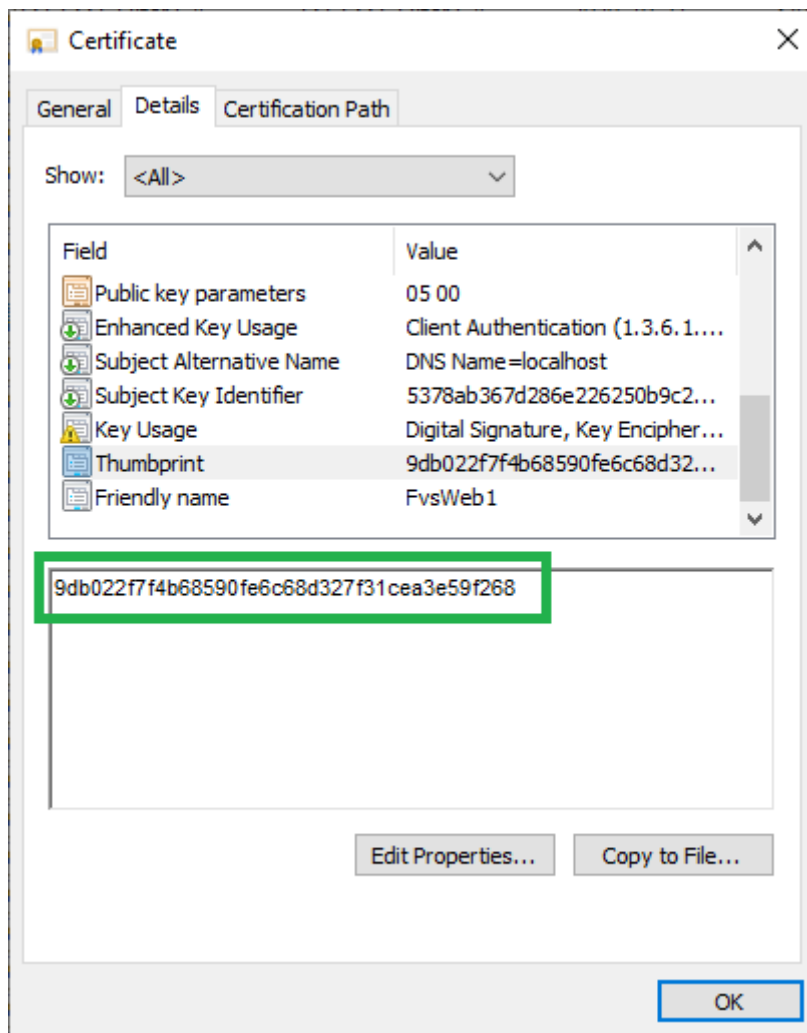 Certificate
General Details Certification Path
Show: <All>
Field Value
Public key parameters 05 00
Enhanced Key Usage Client Authentication (1.3.6.1....
Subject Alternative Name DNS Name=localhost
Subject Key Identifier 5378ab367d286e226250b9c2...
Key Usage Digital Signature, Key Encipher...
Thumbprint 9db022f7f4b68590fe6c68d32...
Friendly name FvsWeb1
9db022f7f4b68590fe6c68d327f31cea3e59f268
Edit Properties... Copy to File...
OK